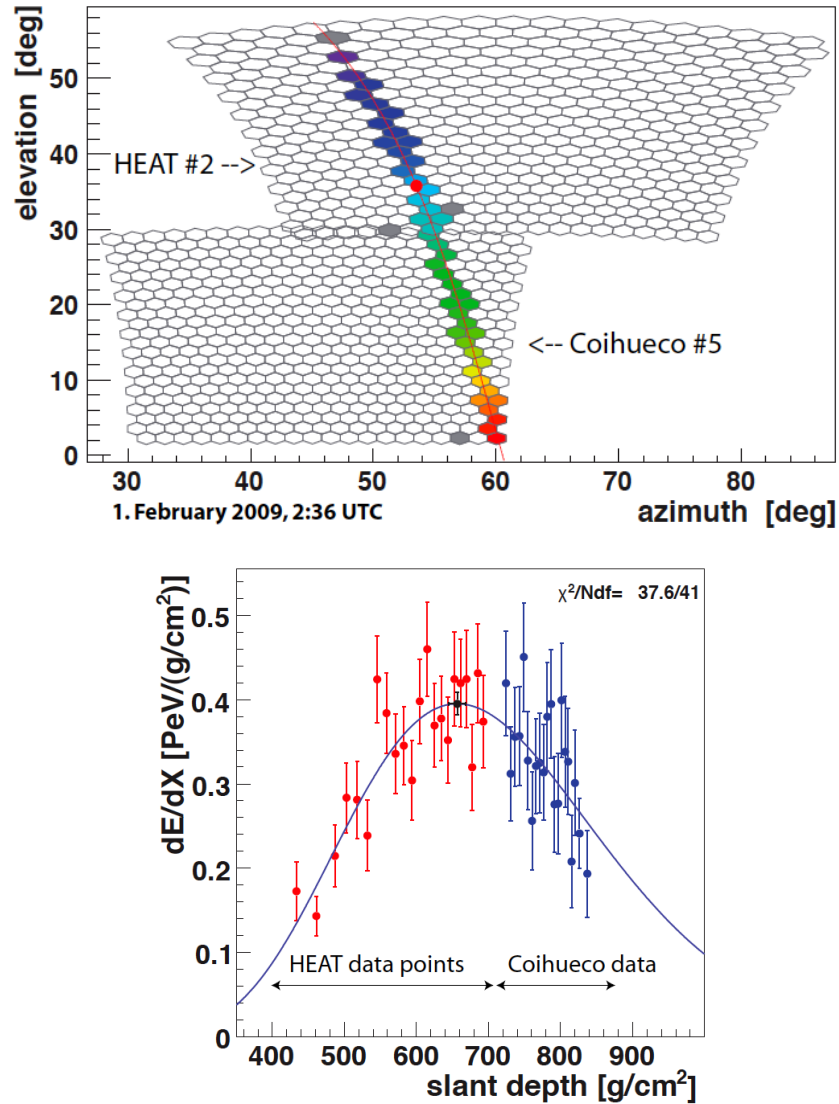 elevation [deg]
50
40
30
20
10
0
HEAT #2 -->
<-- Coihueco #5
30 40 50 60 70 80
1. February 2009, 2:36 UTC
azimuth [deg]
dE/dX [PeV/(g/cm²)]
χ²/Ndf= 37.6/41
0.5
0.4
0.3
0.2
0.1
0
HEAT data points
Coihueco data
400 500 600 700 800 900
slant depth [g/cm²]